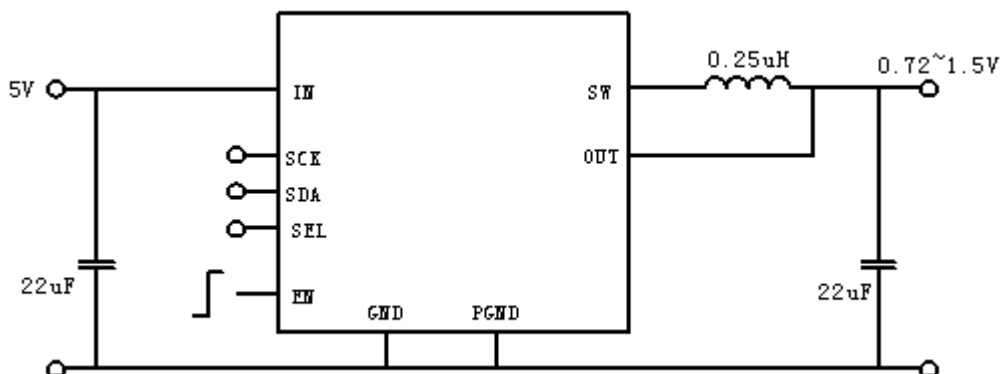 0.25uH
0.72~1.5V
5V
IN
SW
SCK
OUT
SDA
SEL
22uF
22uF
EN
GND
PGND